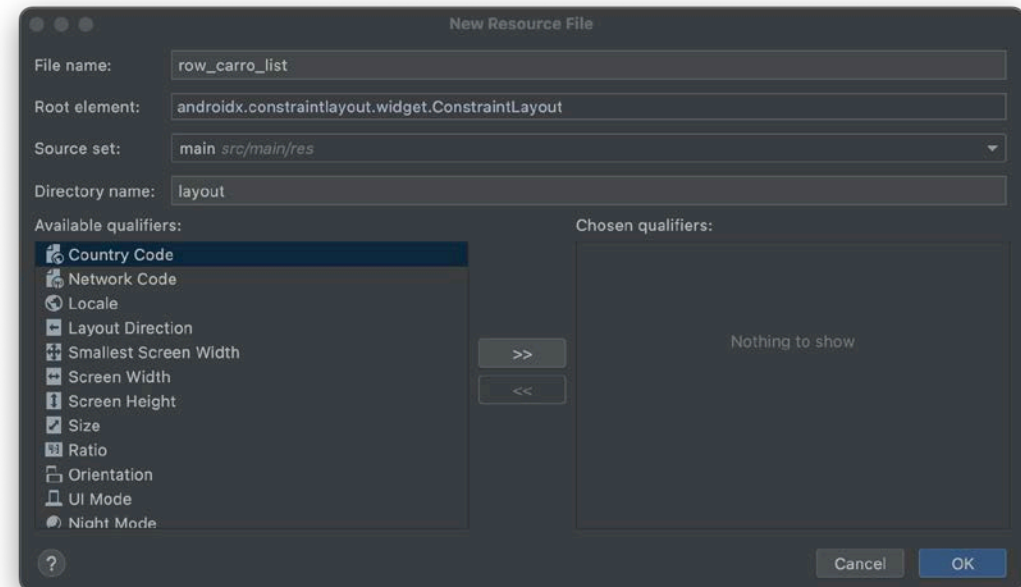 New Resource File
File name: row_carro_list
Root element: androidx.constraintlayout.widget.ConstraintLayout
Source set: main src/main/res
Directory name: layout
Available qualifiers: Chosen qualifiers:
Country Code
Network Code
Locale
Layout Direction
Smallest Screen Width
Screen Width
Screen Height
Size
Ratio
Orientation
UI Mode
Night Mode
>>
<<
Nothing to show
? Cancel OK